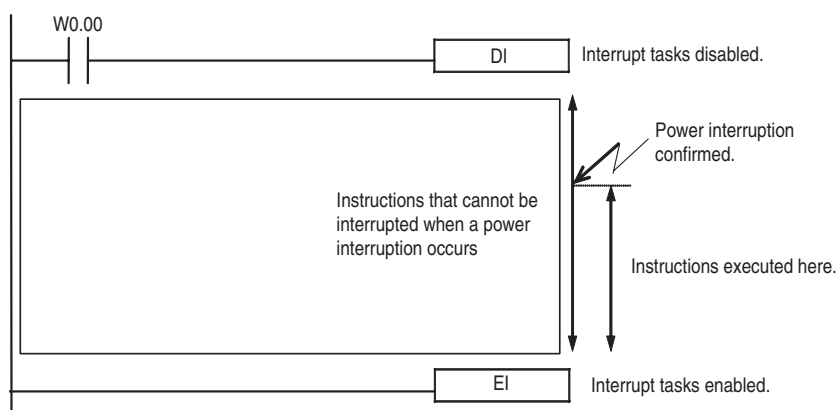 W0.00
DI
Interrupt tasks disabled.
Power interruption
confirmed.
Instructions that cannot be
interrupted when a power
interruption occurs
Instructions executed here.
EI
Interrupt tasks enabled.